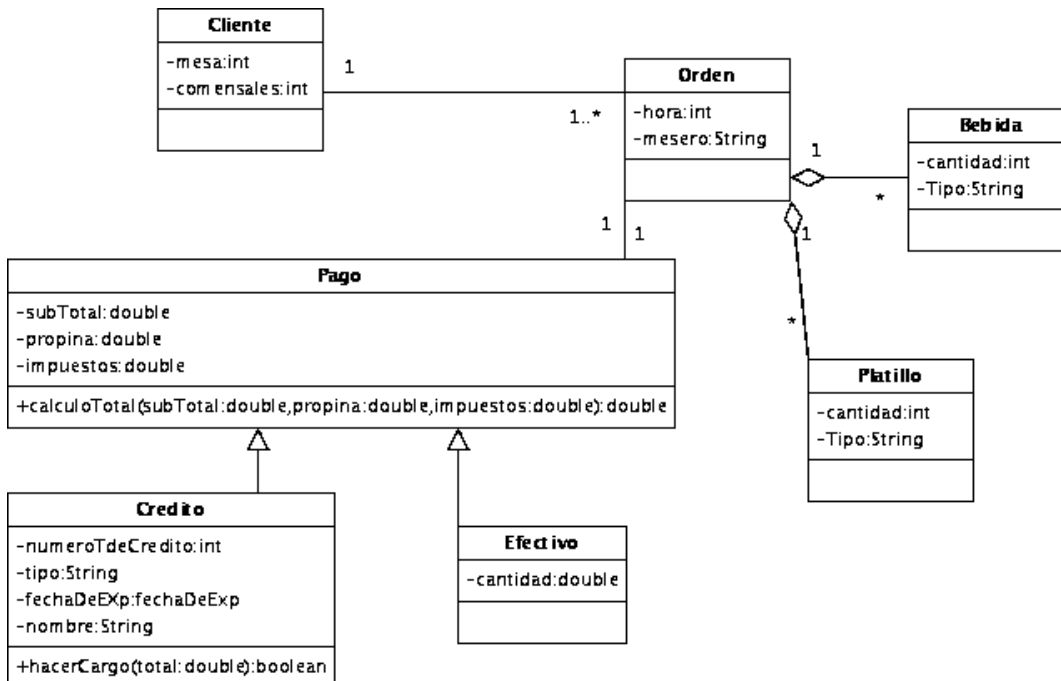 Cliente
-mesa:int
-comensales:int
1
1..*
Orden
-hora:int
-mesero:String
1
*
Bebida
-cantidad:int
-Tipo:String
1
1
1
*
Pago
-subTotal:double
-propina:double
-impuestos:double
+calculoTotal(subTotal:double,propina:double,impuestos:double):double
Platillo
-cantidad:int
-Tipo:String
Credito
-numeroTdeCredito:int
-tipo:String
-fechaDeEXp:fechaDeExp
-nombre:String
+hacerCargo(total:double):boolean
Efectivo
-cantidad:double